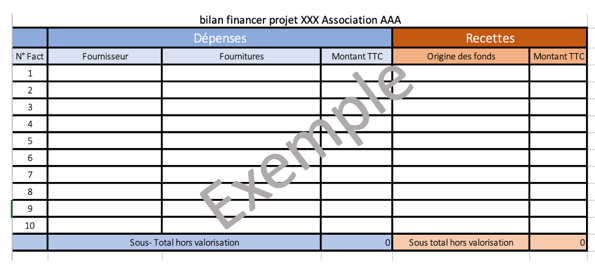 bilan financer projet XXX Association AAA
Dépenses Recettes
N° Fact Fournisseur Fournitures Montant TTC Origine des fonds Montant TTC
1
2
3
4
5
6
7
8
9
10
Exemple
Sous- Total hors valorisation 0 Sous total hors valorisation 0